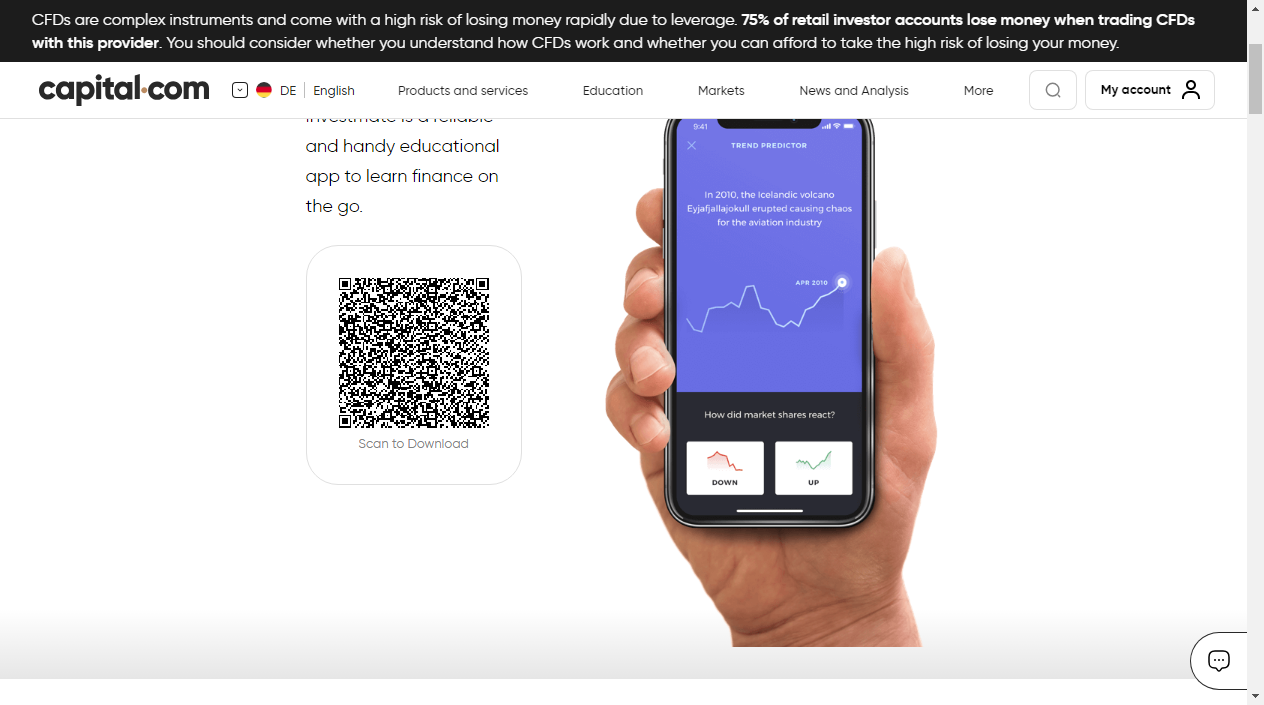 CFDs are complex instruments and come with a high risk of losing money rapidly due to leverage. 75% of retail investor accounts lose money when trading CFDs
with this provider. You should consider whether you understand how CFDs work and whether you can afford to take the high risk of losing your money.
capital.com
DE English
Products and services
Education
Markets
News and Analysis
More
My account
Investmate is a reliable
and handy educational
app to learn finance on
the go.
Scan to Download
9:41
TREND PREDICTOR
In 2010, the Icelandic volcano
Eyjafjallajokull erupted causing chaos
for the aviation industry
APR 2010
How did market shares react?
DOWN
UP